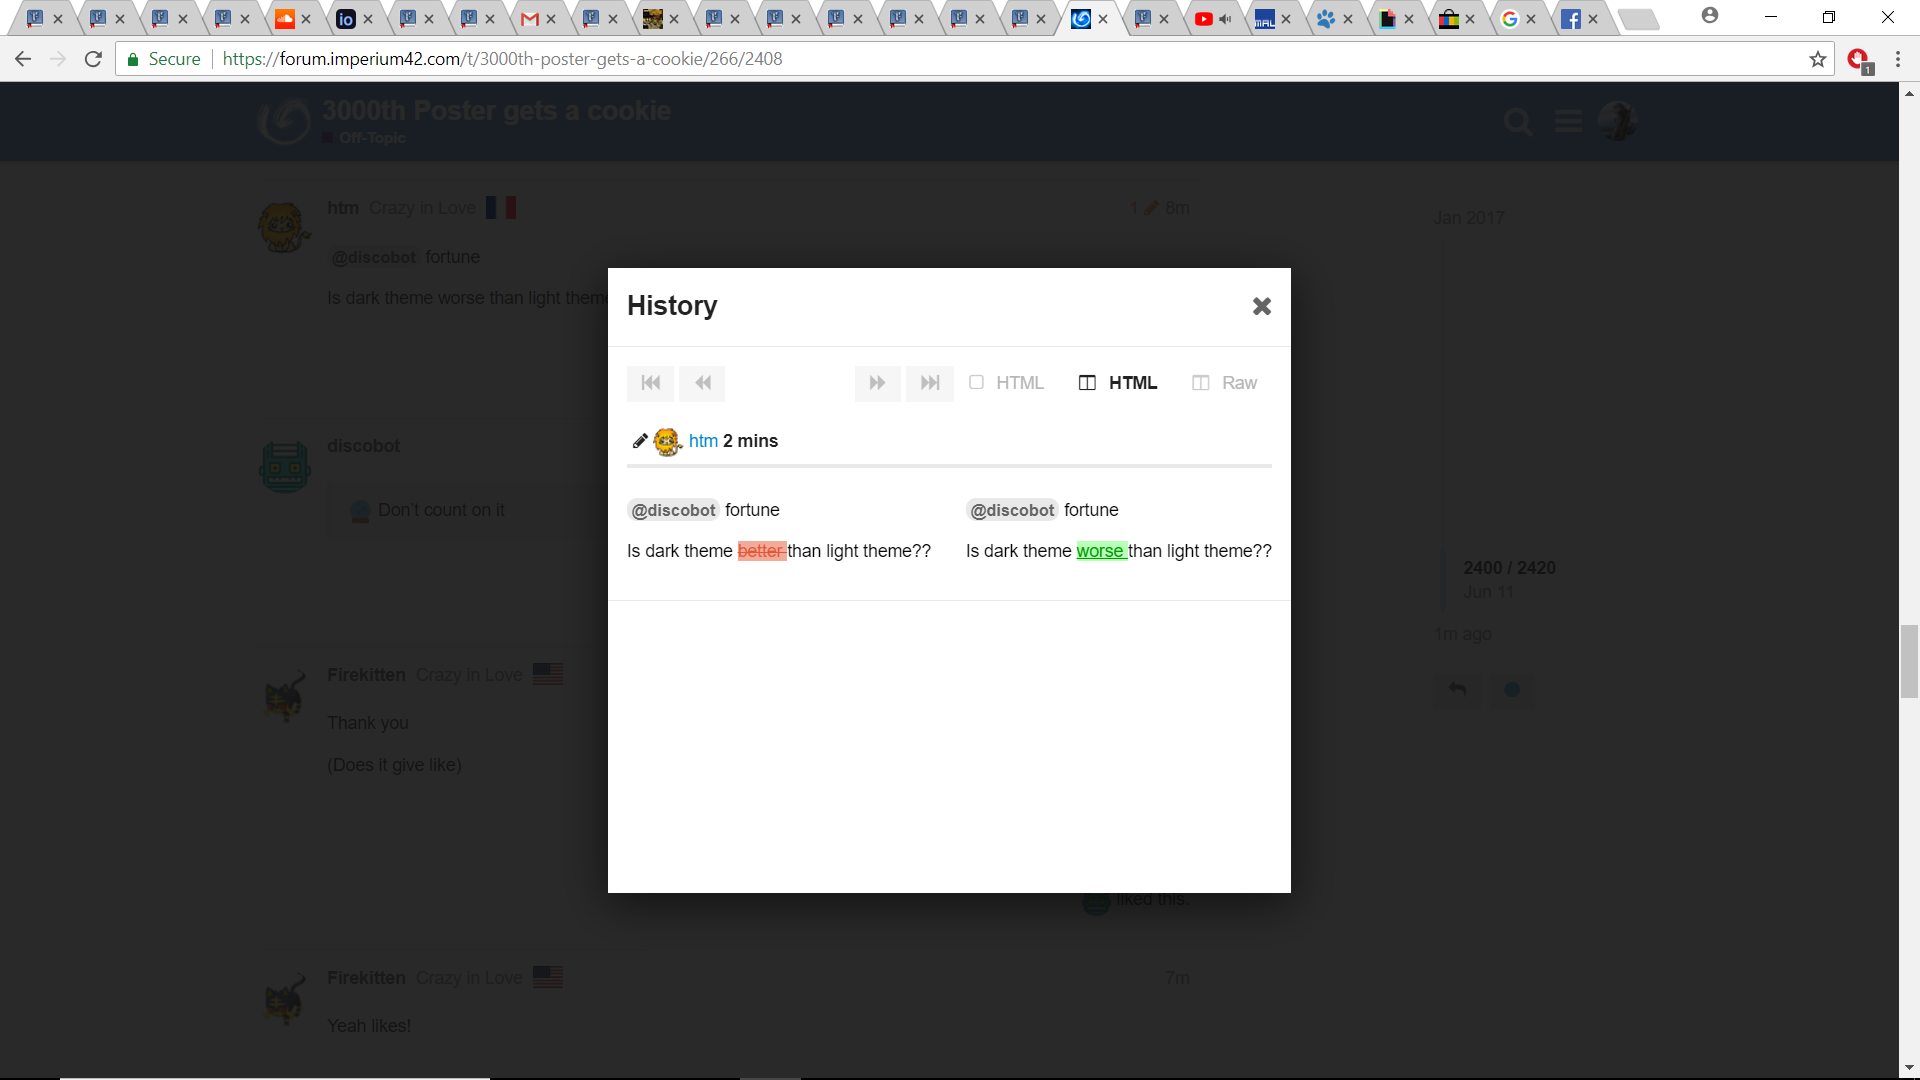 Secure https://forum.imperium42.com/t/3000th-poster-gets-a-cookie/266/2408
1
3000th Poster gets a cookie
Off-Topic
htm Crazy in Love 1 8m
@discobot fortune
Is dark theme worse than light theme
Jan 2017
History
HTML HTML Raw
htm 2 mins
@discobot fortune @discobot fortune
Is dark theme better than light theme?? Is dark theme worse than light theme??
discobot
Don't count on it
2400 / 2420
Jun 11
1m ago
Firekitten Crazy in Love
Thank you
(Does it give like)
liked this.
Firekitten Crazy in Love 7m
Yeah likes!